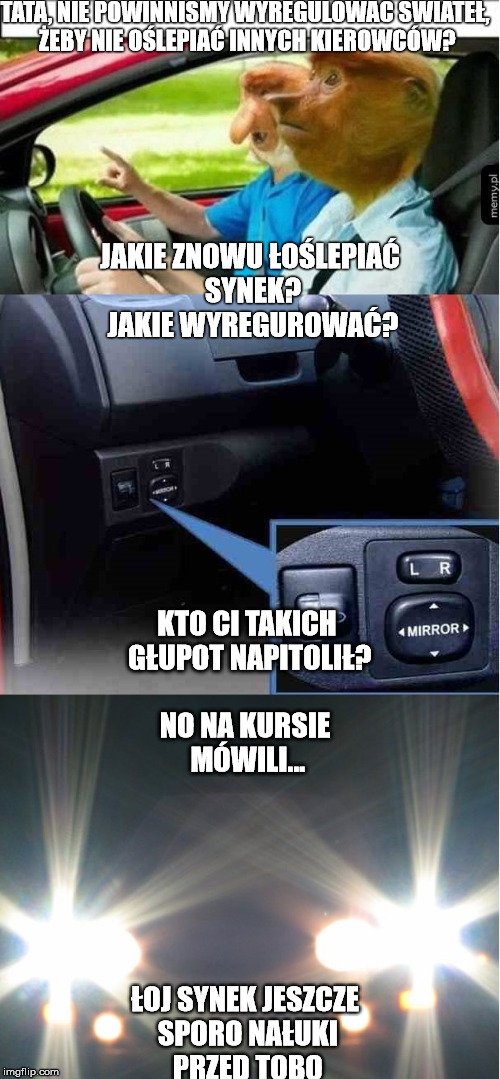 TATA, NIE POWINNIŚMY WYREGULOWAĆ ŚWIATEŁ,
ŻEBY NIE OŚLEPIAĆ INNYCH KIEROWCÓW?
memy.pl
JAKIE ZNOWU ŁOŚLEPIAĆ
SYNEK?
JAKIE WYREGUROWAĆ?
L R
MIRROR
L R
MIRROR
KTO CI TAKICH
GŁUPOT NAPITOLIŁ?
NO NA KURSIE
MÓWILI...
ŁOJ SYNEK JESZCZE
SPORO NAŁUKI
PRZED TOBO
imgflip.com